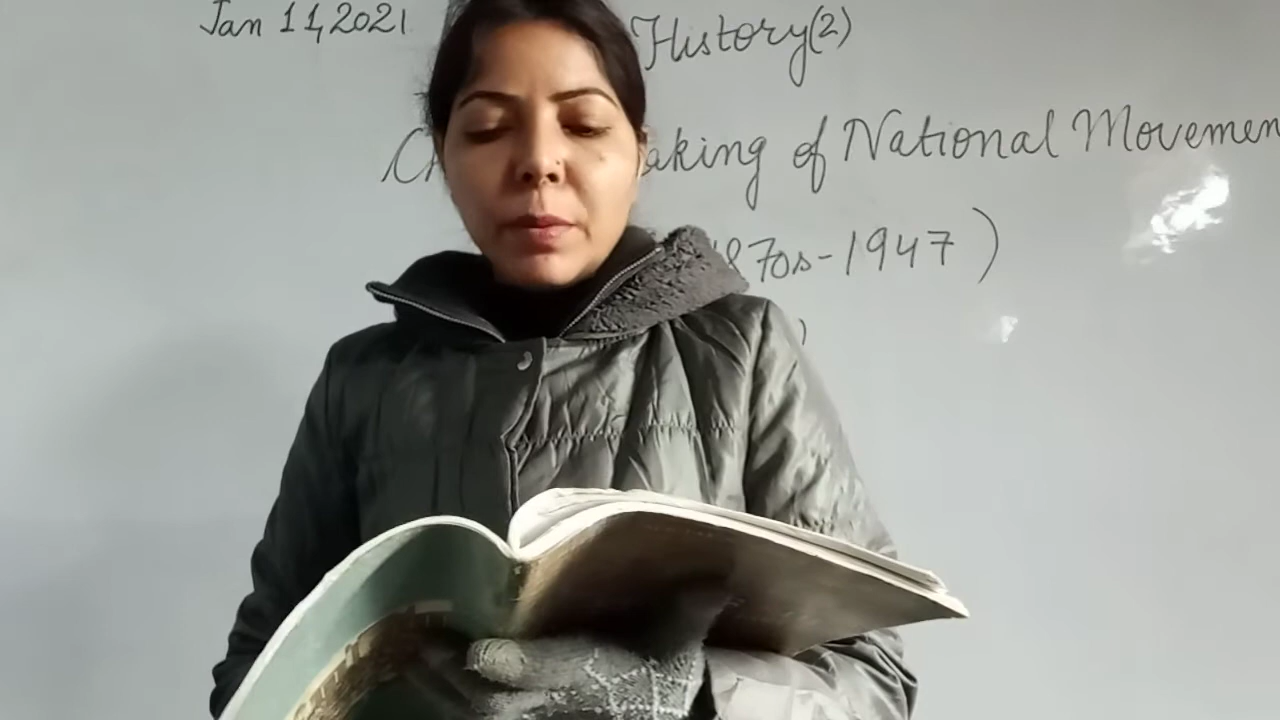 Jan 11, 2021
History(2)
aking of National Movemen
870s-1947)
)